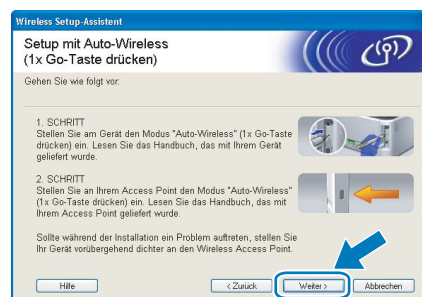 Wireless Setup-Assistent
Setup mit Auto-Wireless
(1x Go-Taste drücken)
Gehen Sie wie folgt vor:
1. SCHRITT
Stellen Sie am Gerät den Modus "Auto-Wireless" (1x Go-Taste
drücken) ein. Lesen Sie das Handbuch, das mit Ihrem Gerät
geliefert wurde.
2. SCHRITT
Stellen Sie an Ihrem Access Point den Modus "Auto-Wireless"
(1x Go-Taste drücken) ein. Lesen Sie das Handbuch, das mit
Ihrem Access Point geliefert wurde.
Sollte während der Installation ein Problem auftreten, stellen Sie
Ihr Gerät vorübergehend dichter an den Wireless Access Point.
Hilfe
< Zurück
Weiter >
Abbrechen